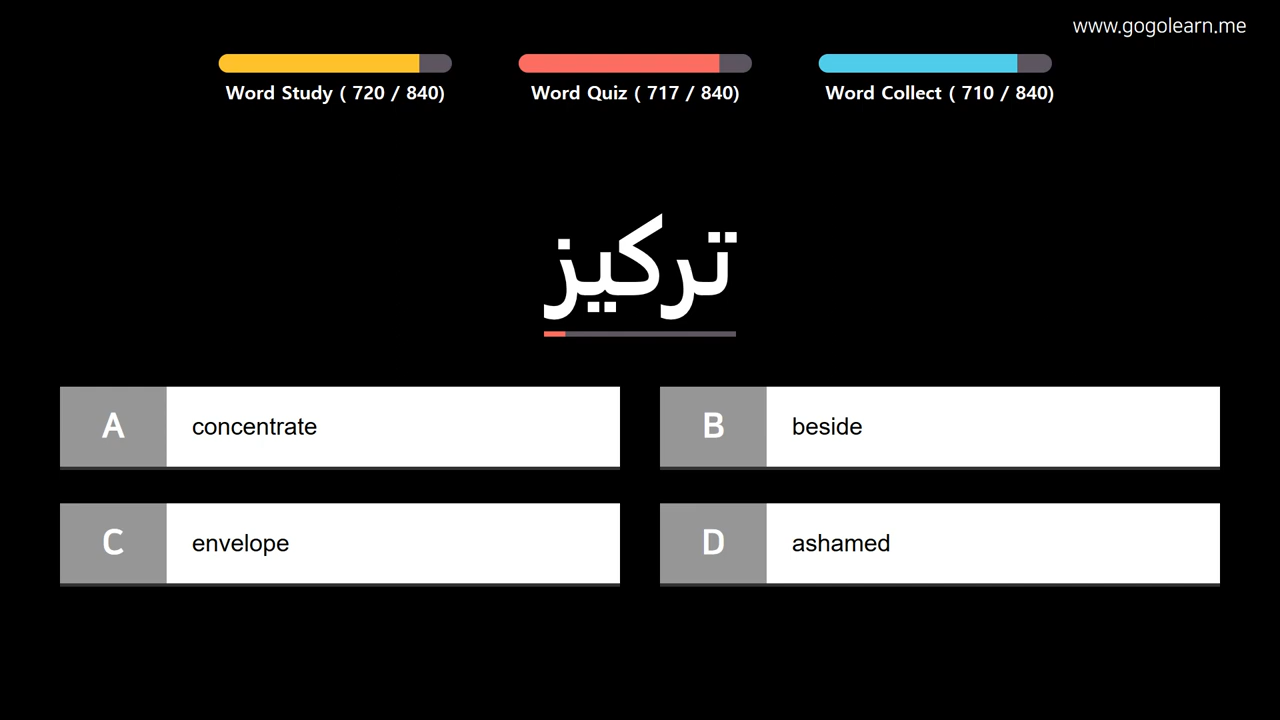 www.gogolearn.me
Word Study ( 720 / 840)
Word Quiz ( 717 / 840)
Word Collect ( 710 / 840)
تركيز
A concentrate
B beside
C envelope
D ashamed